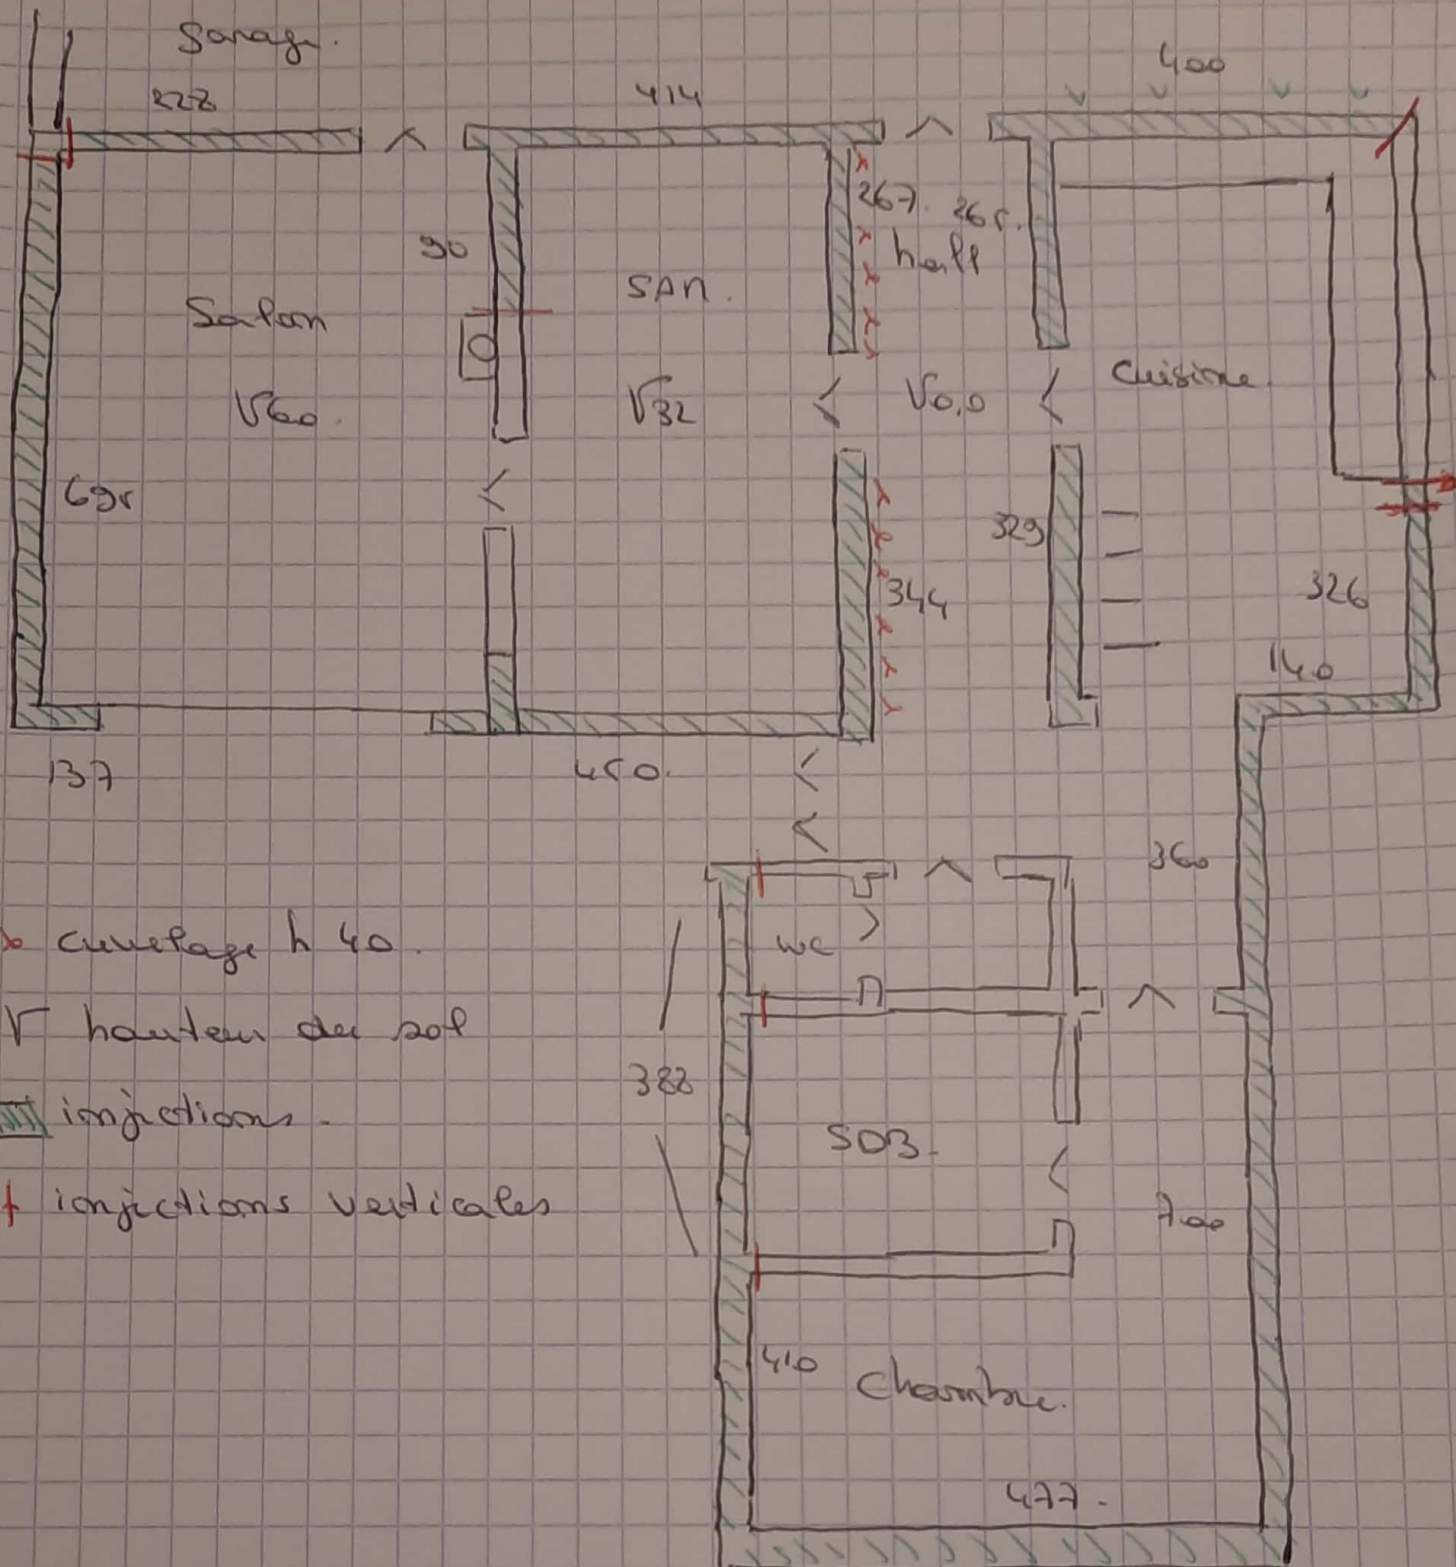 Garage.
228
414
400
90
267.
265.
hall
Salon
SAM.
V60.
V32
V0,0
Cuisine
695
329
344
326
140
137
450.
360
x cuvelage h 40.
wc
V hauteur du sol
388
injections.
SDB.
+ injections verticales
700
410
Chambre.
477.